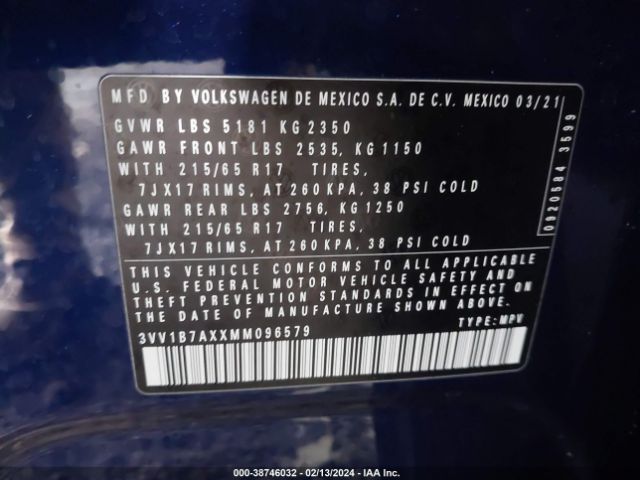 MFD BY VOLKSWAGEN DE MEXICO S.A. DE C.V. MEXICO 03/21
GVWR LBS 5181 KG 2350
GAWR FRONT LBS 2535, KG 1150
WITH 215/65 R17 TIRES,
7JX17 RIMS, AT 260 KPA, 38 PSI COLD
GAWR REAR LBS 2756, KG 1250
WITH 215/65 R17 TIRES,
7JX17 RIMS, AT 260 KPA, 38 PSI COLD
THIS VEHICLE CONFORMS TO ALL APPLICABLE
U.S. FEDERAL MOTOR VEHICLE SAFETY AND
THEFT PREVENTION STANDARDS IN EFFECT ON
THE DATE OF MANUFACTURE SHOWN ABOVE.
3VV1B7AXXMM096579 TYPE: MPV
0920584 3599
000-38746032 - 02/13/2024 - IAA Inc.